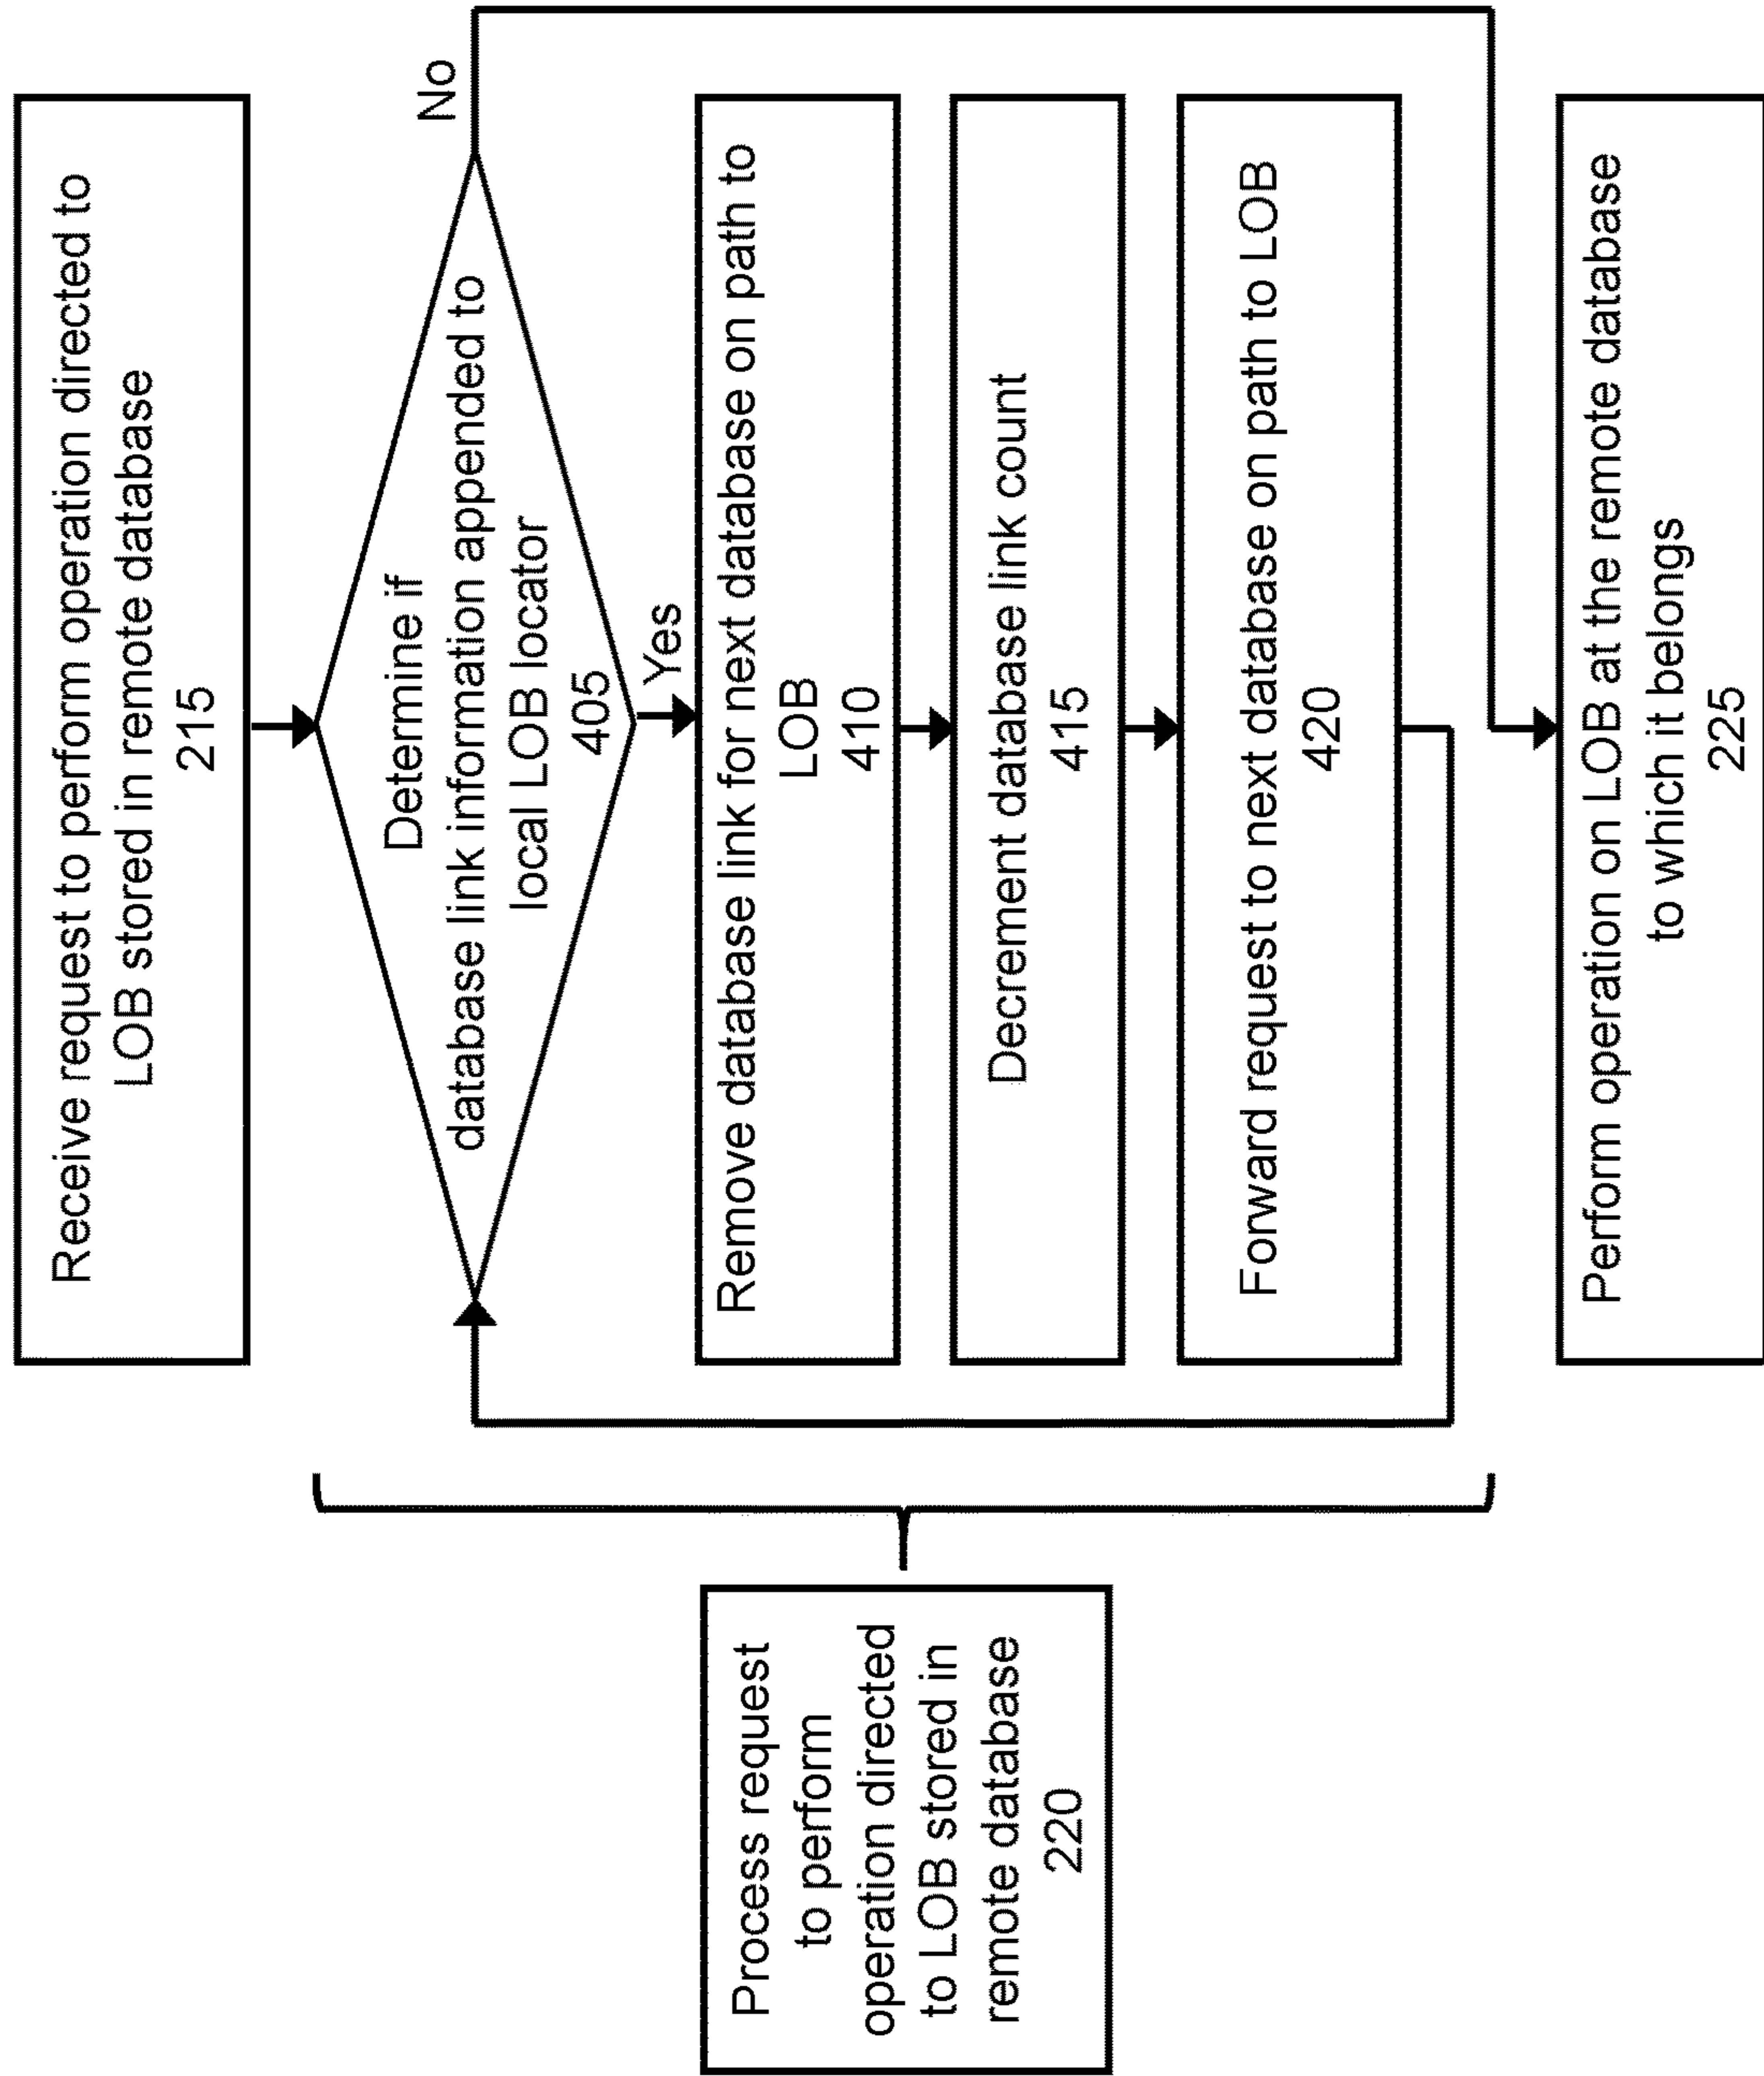 Receive request to perform operation directed to
LOB stored in remote database
215
Determine if
database link information appended to
local LOB locator
405
No
Yes
Remove database link for next database on path to
LOB
410
Decrement database link count
415
Forward request to next database on path to LOB
420
Perform operation on LOB at the remote database
to which it belongs
225
Process request
to perform
operation directed
to LOB stored in
remote database
220